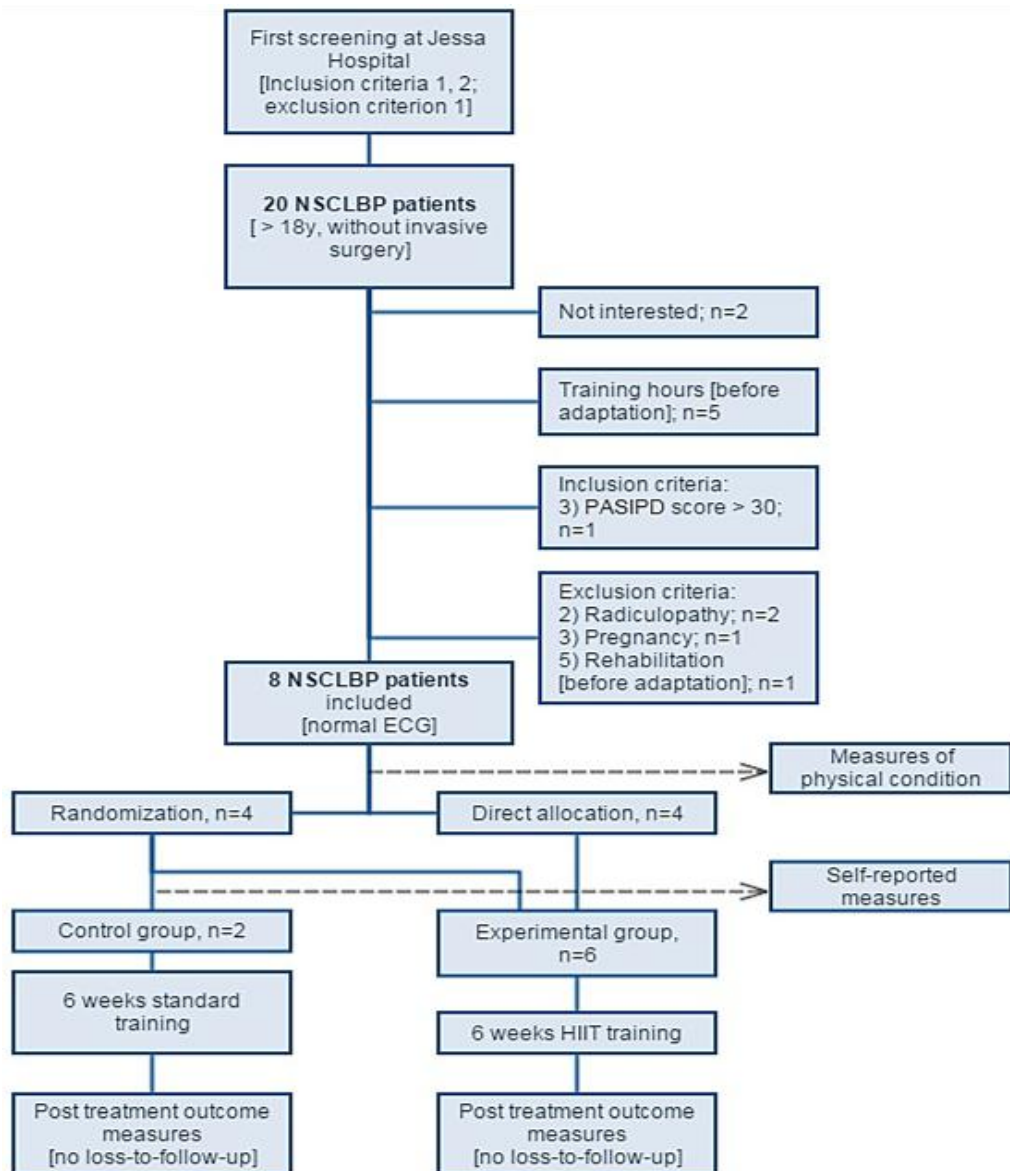 First screening at Jessa
Hospital
[Inclusion criteria 1, 2;
exclusion criterion 1]
20 NSCLBP patients
[ > 18y, without invasive
surgery]
Not interested; n=2
Training hours [before
adaptation]; n=5
Inclusion criteria:
3) PASIPD score > 30;
n=1
Exclusion criteria:
2) Radiculopathy; n=2
3) Pregnancy; n=1
5) Rehabilitation
[before adaptation]; n=1
8 NSCLBP patients
included
[normal ECG]
Measures of
physical condition
Randomization, n=4
Direct allocation, n=4
Self-reported
measures
Control group, n=2
Experimental group,
n=6
6 weeks standard
training
6 weeks HIIT training
Post treatment outcome
measures
[no loss-to-follow-up]
Post treatment outcome
measures
[no loss-to-follow-up]